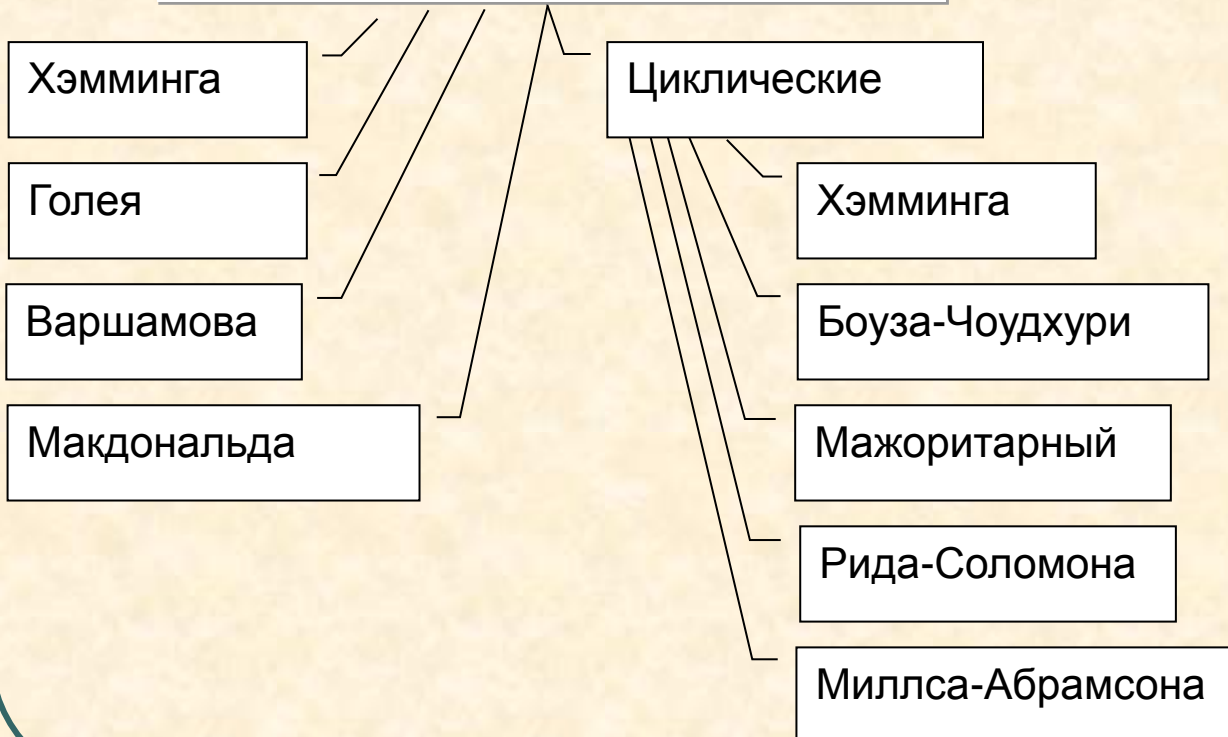 Хэмминга
Голея
Варшамова
Макдональда
Циклические
Хэмминга
Боуза-Чоудхури
Мажоритарный
Рида-Соломона
Миллса-Абрамсона